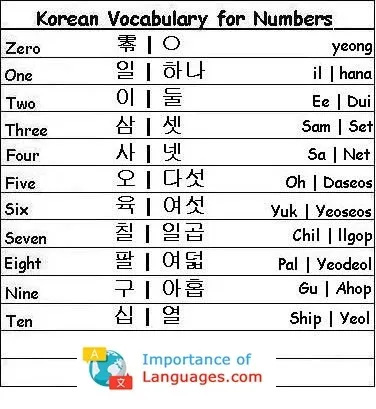 Korean Vocabulary for Numbers
Zero 零 | 〇 yeong
One 일 | 하나 il | hana
Two 이 | 둘 Ee | Dui
Three 삼 | 셋 Sam | Set
Four 사 | 넷 Sa | Net
Five 오 | 다섯 Oh | Daseos
Six 육 | 여섯 Yuk | Yeoseos
Seven 칠 | 일곱 Chil | llgop
Eight 팔 | 여덟 Pal | Yeodeol
Nine 구 | 아홉 Gu | Ahop
Ten 십 | 열 Ship | Yeol
A 文
Importance of
Languages.com